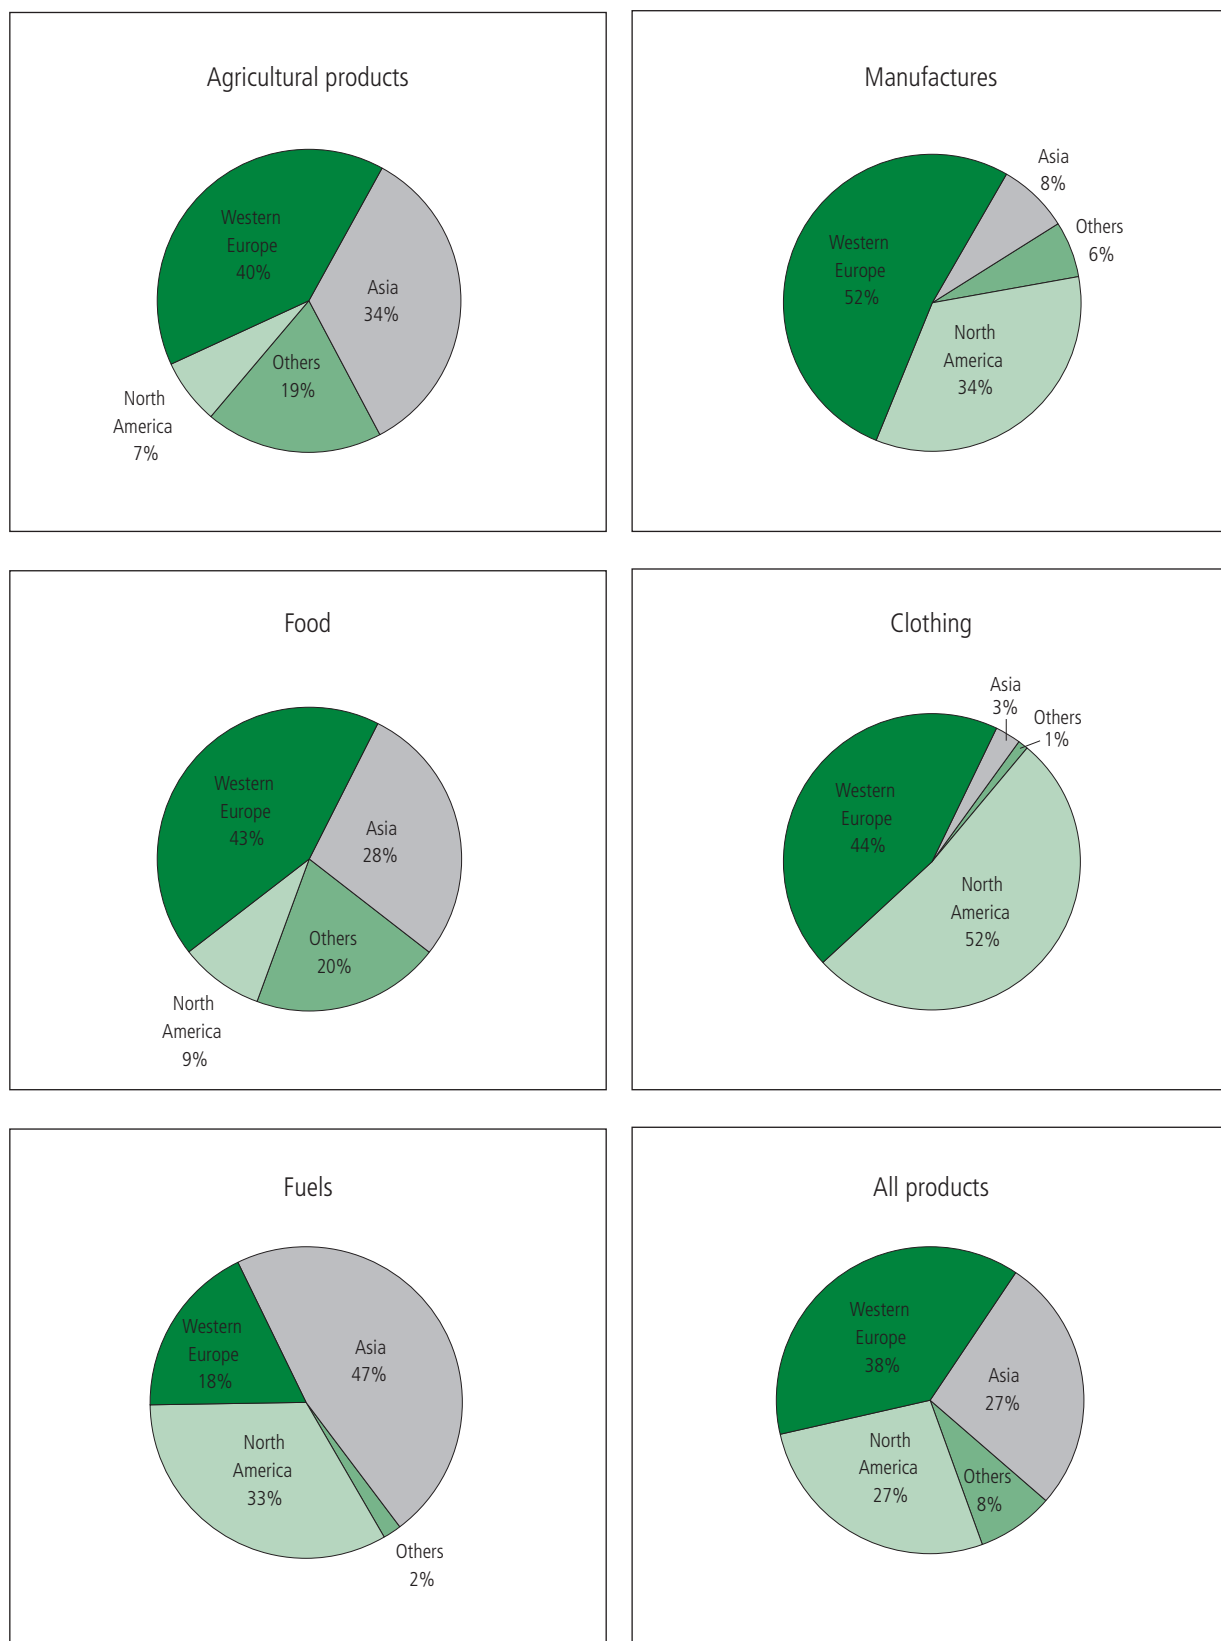 Agricultural products
Western
Europe
40%
Asia
34%
Others
19%
North
America
7%
Manufactures
Asia
8%
Others
6%
Western
Europe
52%
North
America
34%
Food
Western
Europe
43%
Asia
28%
Others
20%
North
America
9%
Clothing
Asia
3%
Others
1%
Western
Europe
44%
North
America
52%
Fuels
Western
Europe
18%
Asia
47%
North
America
33%
Others
2%
All products
Western
Europe
38%
Asia
27%
North
America
27%
Others
8%